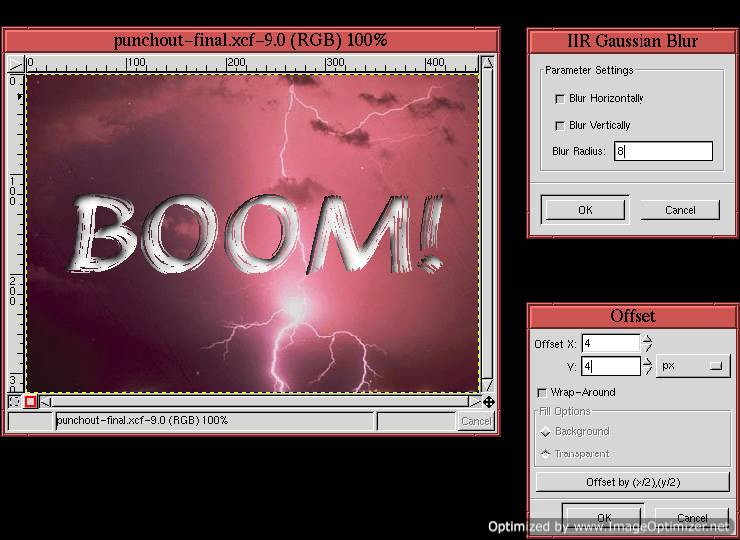 punchout-final.xcf-9.0 (RGB) 100%
0 100 200 300 400
0
100
200
3
BOOM!
punchout-final.xcf-9.0 (RGB) 100%
Cancel
IIR Gaussian Blur
Parameter Settings
Blur Horizontally
Blur Vertically
Blur Radius: 8
OK Cancel
Offset
Offset X: 4
Y: 4 px
Wrap-Around
Fill Options
Background
Transparent
Offset by (x/2),(y/2)
OK Cancel
Optimized by www.ImageOptimizer.net